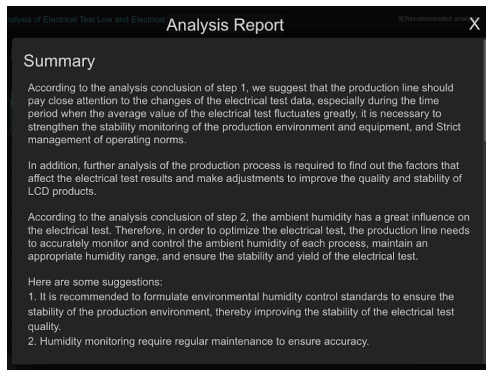 alysis of Electrical Test Low and Electrical
Analysis Report
Recommended anal
X
Summary
According to the analysis conclusion of step 1, we suggest that the production line should
pay close attention to the changes of the electrical test data, especially during the time
period when the average value of the electrical test fluctuates greatly, it is necessary to
strengthen the stability monitoring of the production environment and equipment, and Strict
management of operating norms.
In addition, further analysis of the production process is required to find out the factors that
affect the electrical test results and make adjustments to improve the quality and stability of
LCD products.
According to the analysis conclusion of step 2, the ambient humidity has a great influence on
the electrical test. Therefore, in order to optimize the electrical test, the production line needs
to accurately monitor and control the ambient humidity of each process, maintain an
appropriate humidity range, and ensure the stability and yield of the electrical test.
Here are some suggestions:
1. It is recommended to formulate environmental humidity control standards to ensure the
stability of the production environment, thereby improving the stability of the electrical test
quality.
2. Humidity monitoring require regular maintenance to ensure accuracy.